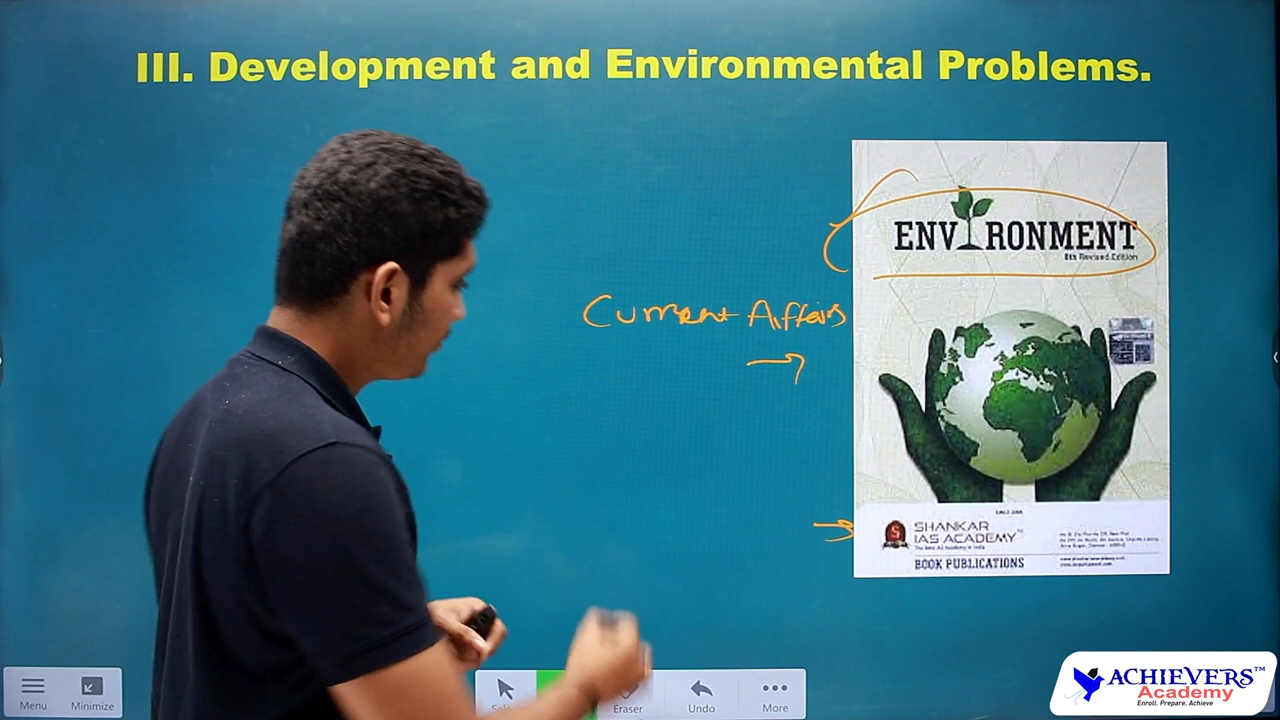 III. Development and Environmental Problems.
ENVIRONMENT
8th Revised Edition
Current Affairs
SHANKAR
IAS ACADEMY
The Best IAS Academy in India
BOOK PUBLICATIONS
Menu
Minimize
Eraser
Undo
More
ACHIEVERS™
Academy
Enroll. Prepare. Achieve.